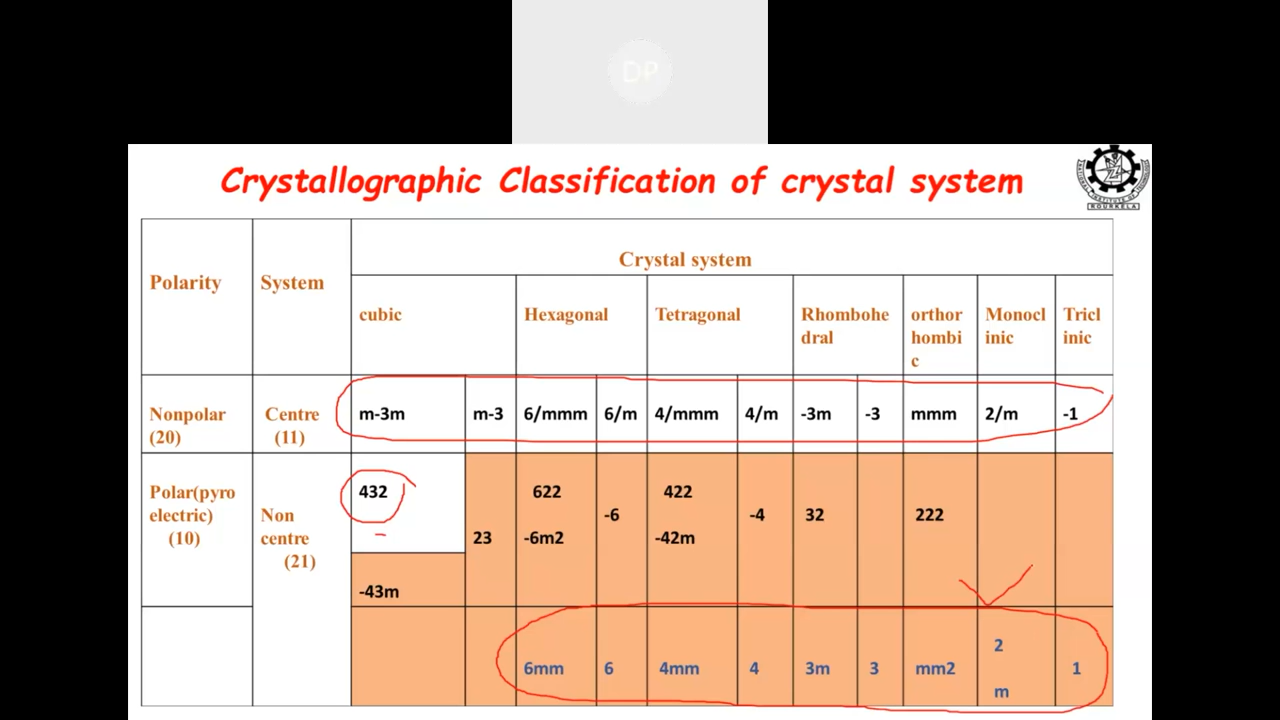 DP
Crystallographic Classification of crystal system
ROURKELA
Polarity
System
Crystal system
cubic
Hexagonal
Tetragonal
Rhombohe
dral
orthor
hombi
c
Monocl
inic
Tricl
inic
Nonpolar
(20)
Centre
(11)
m-3m
m-3
6/mmm
6/m
4/mmm
4/m
-3m
-3
mmm
2/m
-1
Polar(pyro
electric)
(10)
Non
centre
(21)
432
-43m
23
622
-6m2
-6
422
-42m
-4
32
222
6mm
6
4mm
4
3m
3
mm2
2
m
1